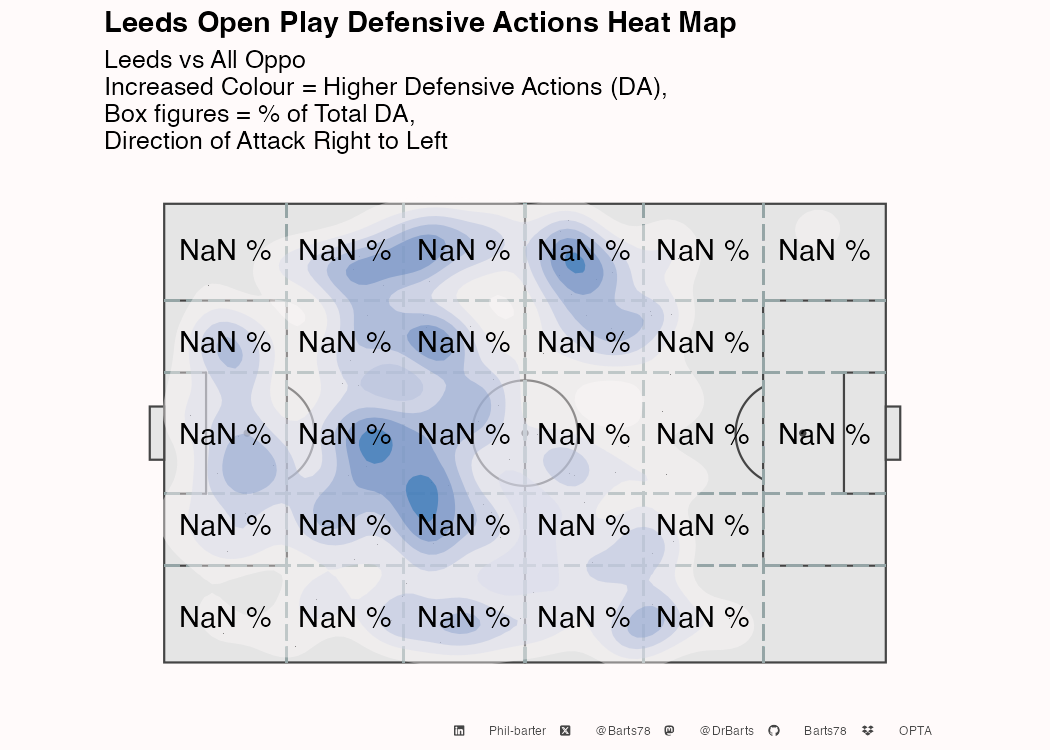 Leeds Open Play Defensive Actions Heat Map
Leeds vs All Oppo
Increased Colour = Higher Defensive Actions (DA),
Box figures = % of Total DA,
Direction of Attack Right to Left
NaN % NaN % NaN % NaN % NaN % NaN %
NaN % NaN % NaN % NaN % NaN %
NaN % NaN % NaN % NaN % NaN % NaN %
NaN % NaN % NaN % NaN % NaN %
NaN % NaN % NaN % NaN % NaN %
Phil-barter @Barts78 @DrBarts Barts78 OPTA